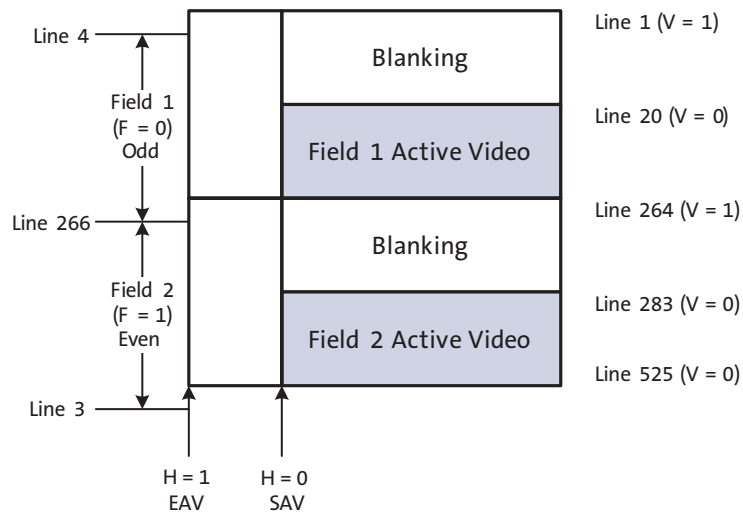 Line 4
Field 1
(F = 0)
Odd
Line 266
Field 2
(F = 1)
Even
Line 3
Blanking
Field 1 Active Video
Blanking
Field 2 Active Video
Line 1 (V = 1)
Line 20 (V = 0)
Line 264 (V = 1)
Line 283 (V = 0)
Line 525 (V = 0)
H = 1
EAV
H = 0
SAV